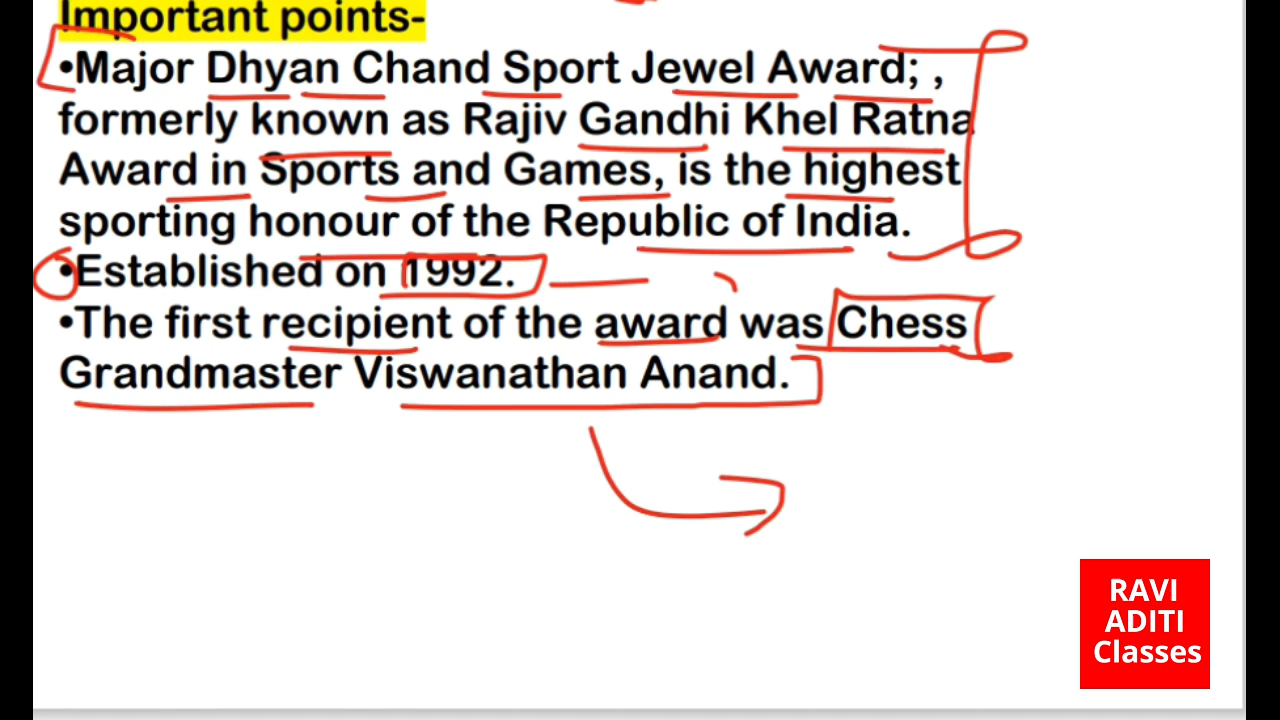 Important points-
•Major Dhyan Chand Sport Jewel Award; ,
formerly known as Rajiv Gandhi Khel Ratna
Award in Sports and Games, is the highest
sporting honour of the Republic of India.
•Established on 1992.
•The first recipient of the award was Chess
Grandmaster Viswanathan Anand.
RAVI
ADITI
Classes